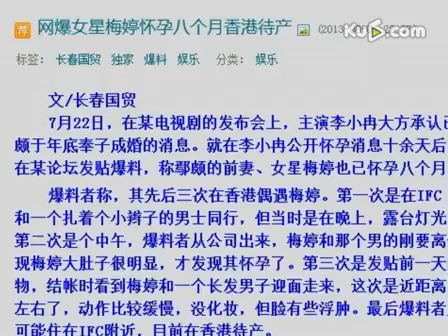 荐 网爆女星梅婷怀孕八个月香港待产 (2013
Ku6.com
标签： 长春国贸 独家 爆料 娱乐 分类： 娱乐
文/长春国贸
7月22日，在某电视剧的发布会上，主演李小冉大方承认已
颇于年底奉子成婚的消息。就在李小冉公开怀孕消息十余天后
在某论坛发贴爆料，称鄢颇的前妻、女星梅婷也已怀孕八个月
爆料者称，其先后三次在香港偶遇梅婷。第一次是在IFC
和一个扎着个小辫子的男士同行，但当时是在晚上，露台灯光
第二次是个中午，爆料者从公司出来，梅婷和那个男的刚要离
现梅婷大肚子很明显，才发现其怀孕了。第三次是发贴前一天
物，结帐时看到梅婷和一个长发男子迎面走来，这次是近距离
左右了，动作比较缓慢，没化妆，但脸有些浮肿。最后爆料者
可能住在IFC附近，目前在香港待产。